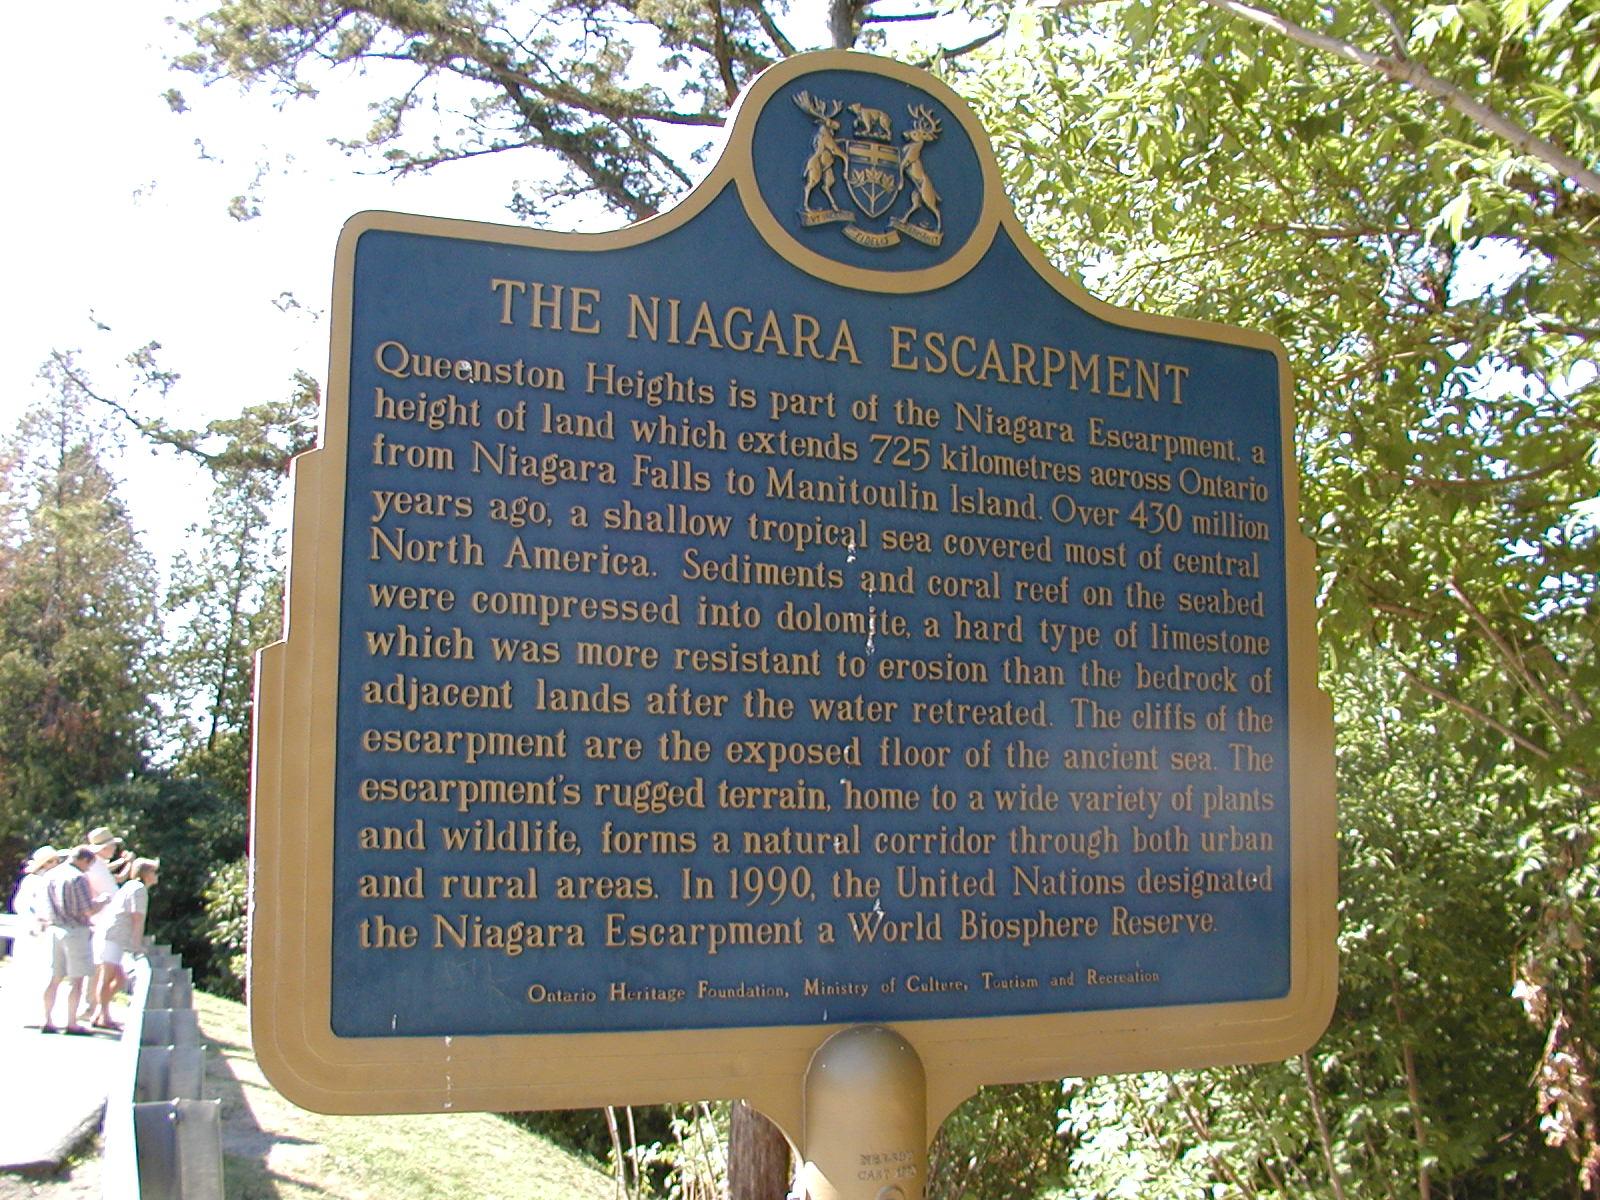 FIDELIS
THE NIAGARA ESCARPMENT
Queenston Heights is part of the Niagara Escarpment, a
height of land which extends 725 kilometres across Ontario
from Niagara Falls to Manitoulin Island. Over 430 million
years ago, a shallow tropical sea covered most of central
North America. Sediments and coral reef on the seabed
were compressed into dolomite, a hard type of limestone
which was more resistant to erosion than the bedrock of
adjacent lands after the water retreated. The cliffs of the
escarpment are the exposed floor of the ancient sea. The
escarpment's rugged terrain, home to a wide variety of plants
and wildlife, forms a natural corridor through both urban
and rural areas. In 1990, the United Nations designated
the Niagara Escarpment a World Biosphere Reserve.
Ontario Heritage Foundation, Ministry of Culture, Tourism and Recreation